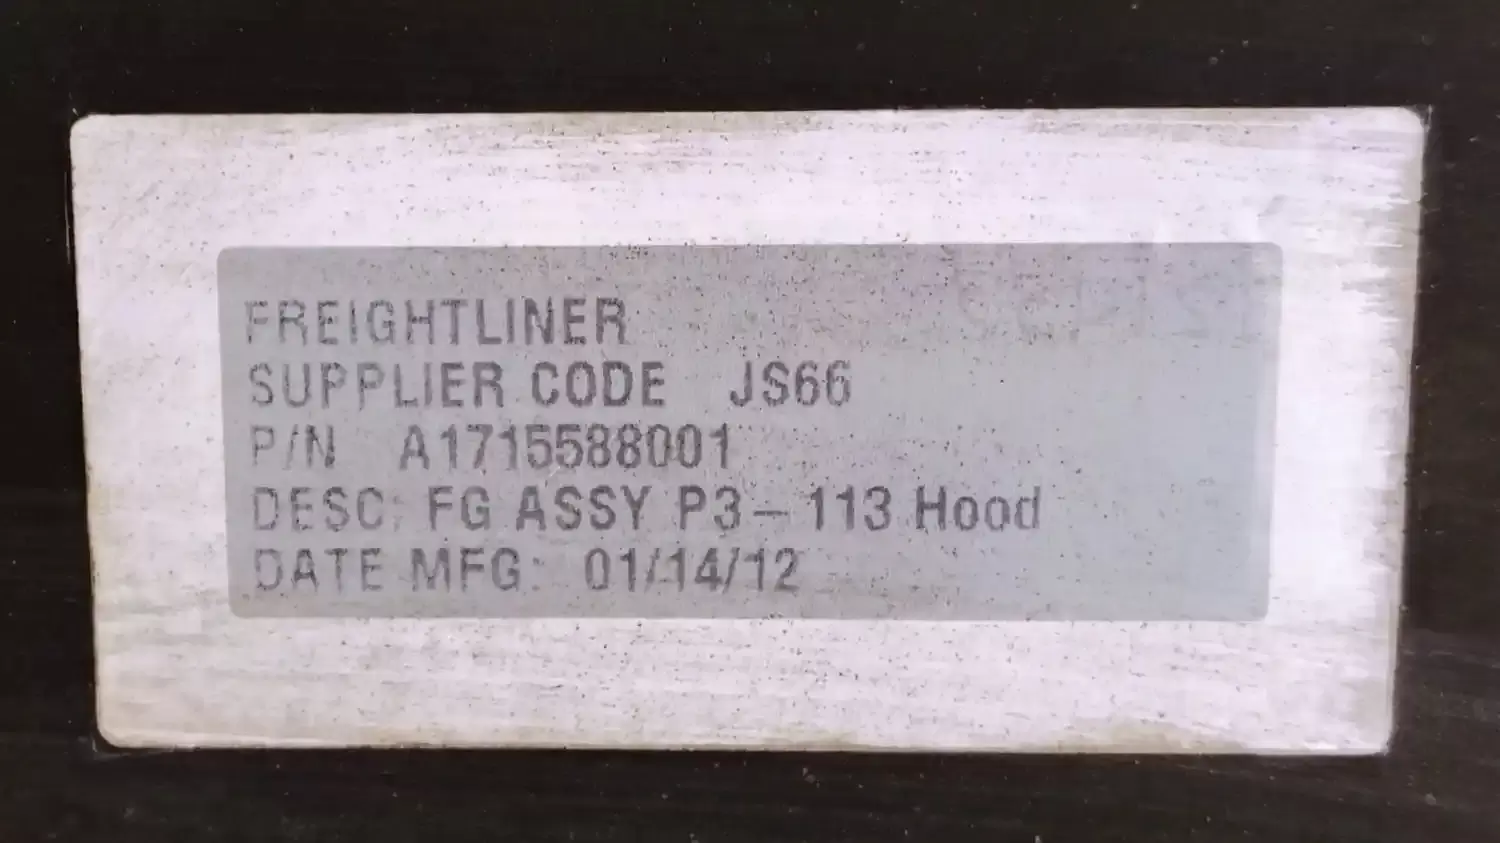 FREIGHTLINER
SUPPLIER CODE JS66
P/N A1715588001
DESC: FG ASSY P3-113 Hood
DATE MFG: 01/14/12